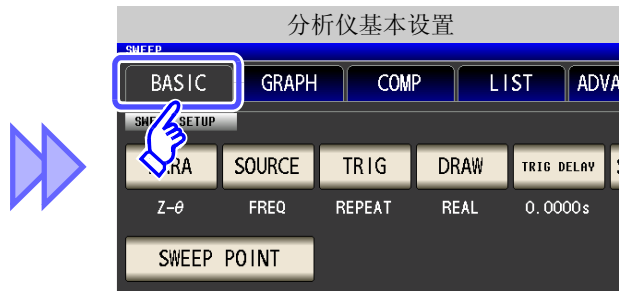 分析仪基本设置
SWEEP
BASIC GRAPH COMP LIST
SETUP
SOURCE TRIG DRAW TRIG DELAY
Z-θ FREQ REPEAT REAL 0.0000s
SWEEP POINT